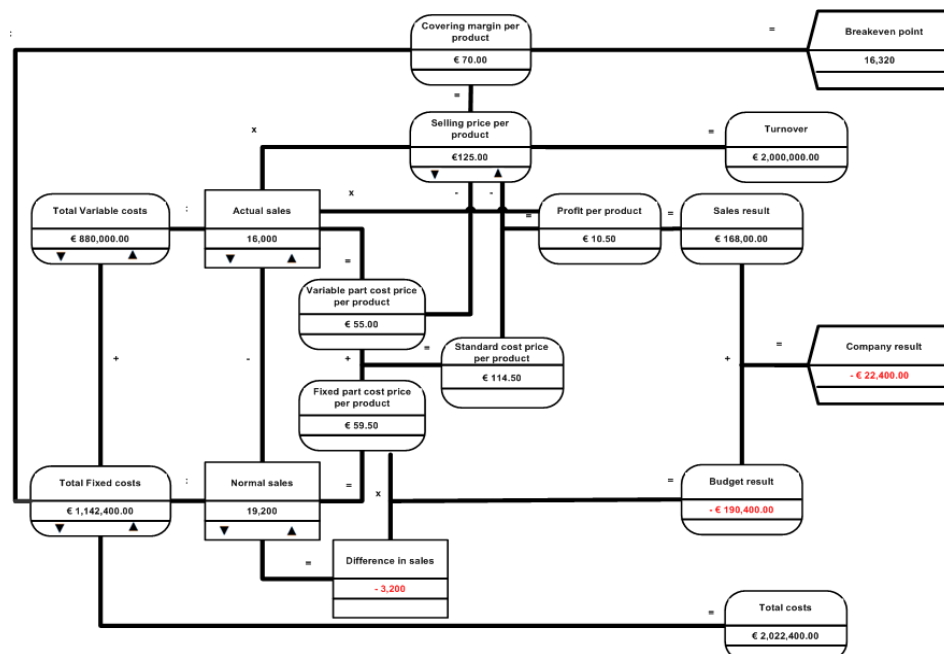 Covering margin per
product
€ 70.00
:
=
Breakeven point
16,320
=
Selling price per
product
€125.00
▼ ▲
x
=
Turnover
€ 2,000,000.00
Total Variable costs
€ 880,000.00
▼ ▲
:
Actual sales
16,000
▼ ▲
x
-
-
=
Profit per product
€ 10.50
=
Sales result
€ 168,00.00
=
Variable part cost price
per product
€ 55.00
+
-
+
=
Standard cost price
per product
€ 114.50
+
=
Company result
- € 22,400.00
Fixed part cost price
per product
€ 59.50
Total Fixed costs
€ 1,142,400.00
▼ ▲
:
Normal sales
19,200
▼ ▲
=
x
=
Budget result
- € 190,400.00
=
Difference in sales
- 3,200
=
Total costs
€ 2,022,400.00